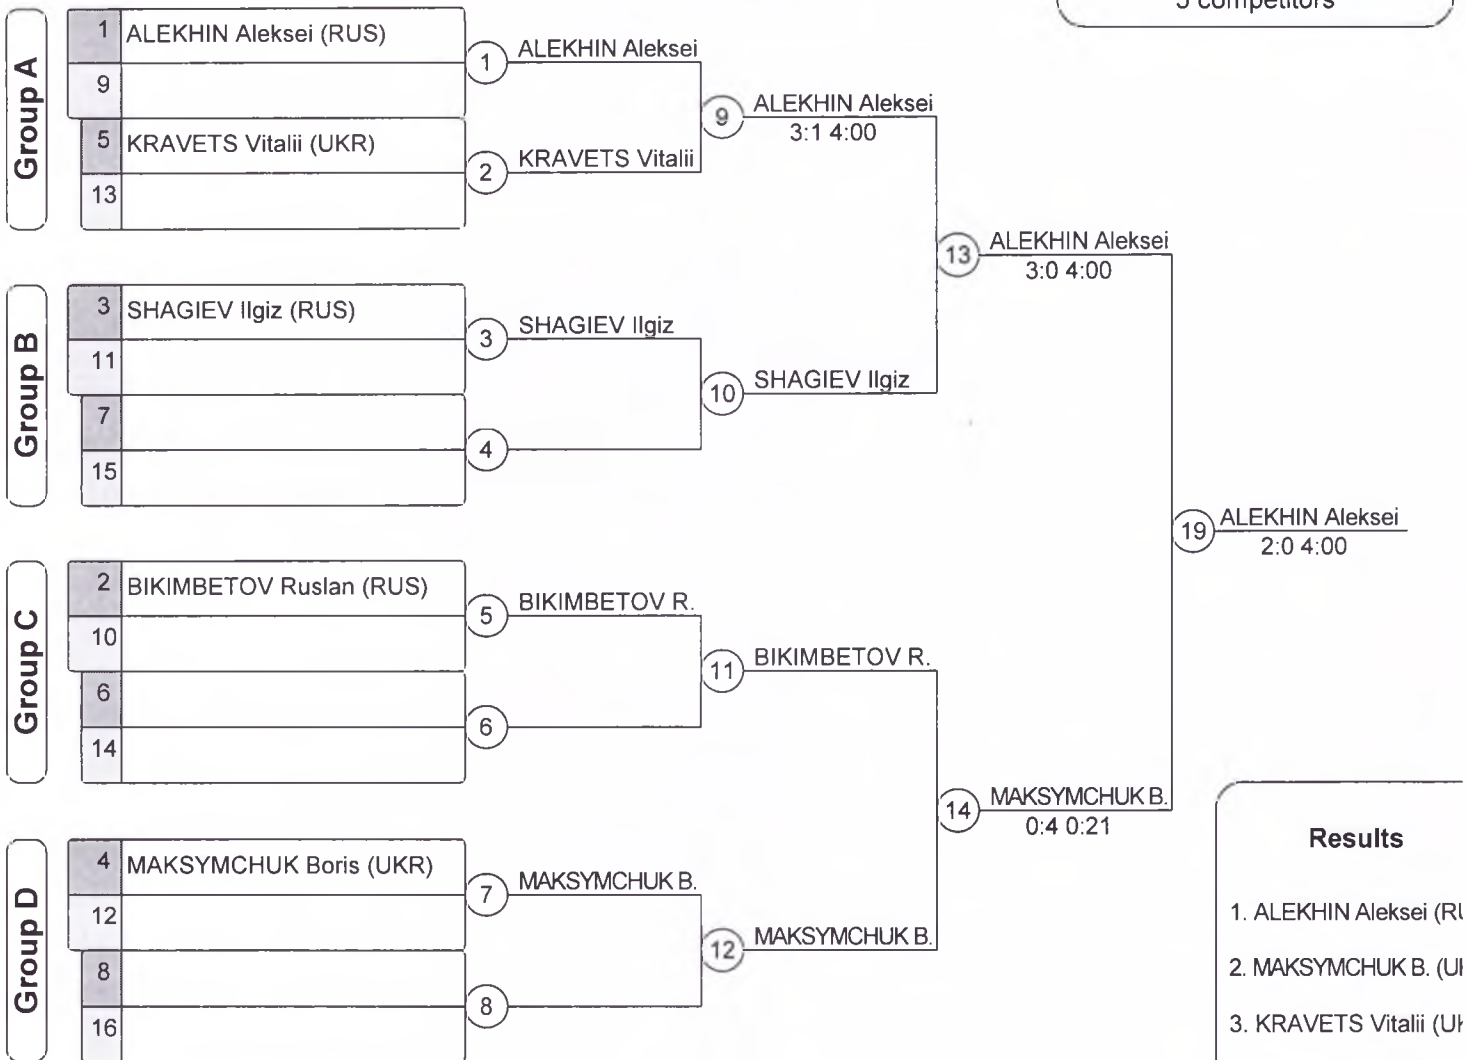 5 competitors
Group A
1 ALEKHIN Aleksei (RUS)
9
5 KRAVETS Vitalii (UKR)
13
1 ALEKHIN Aleksei
2 KRAVETS Vitalii
9 ALEKHIN Aleksei
3:1 4:00
Group B
3 SHAGIEV Ilgiz (RUS)
11
7
15
3 SHAGIEV Ilgiz
4
10 SHAGIEV Ilgiz
13 ALEKHIN Aleksei
3:0 4:00
Group C
2 BIKIMBETOV Ruslan (RUS)
10
6
14
5 BIKIMBETOV R.
6
11 BIKIMBETOV R.
Group D
4 MAKSYMCHUK Boris (UKR)
12
8
16
7 MAKSYMCHUK B.
8
12 MAKSYMCHUK B.
14 MAKSYMCHUK B.
0:4 0:21
19 ALEKHIN Aleksei
2:0 4:00
Results
1. ALEKHIN Aleksei
2. MAKSYMCHUK B.
3. KRAVETS Vitalii